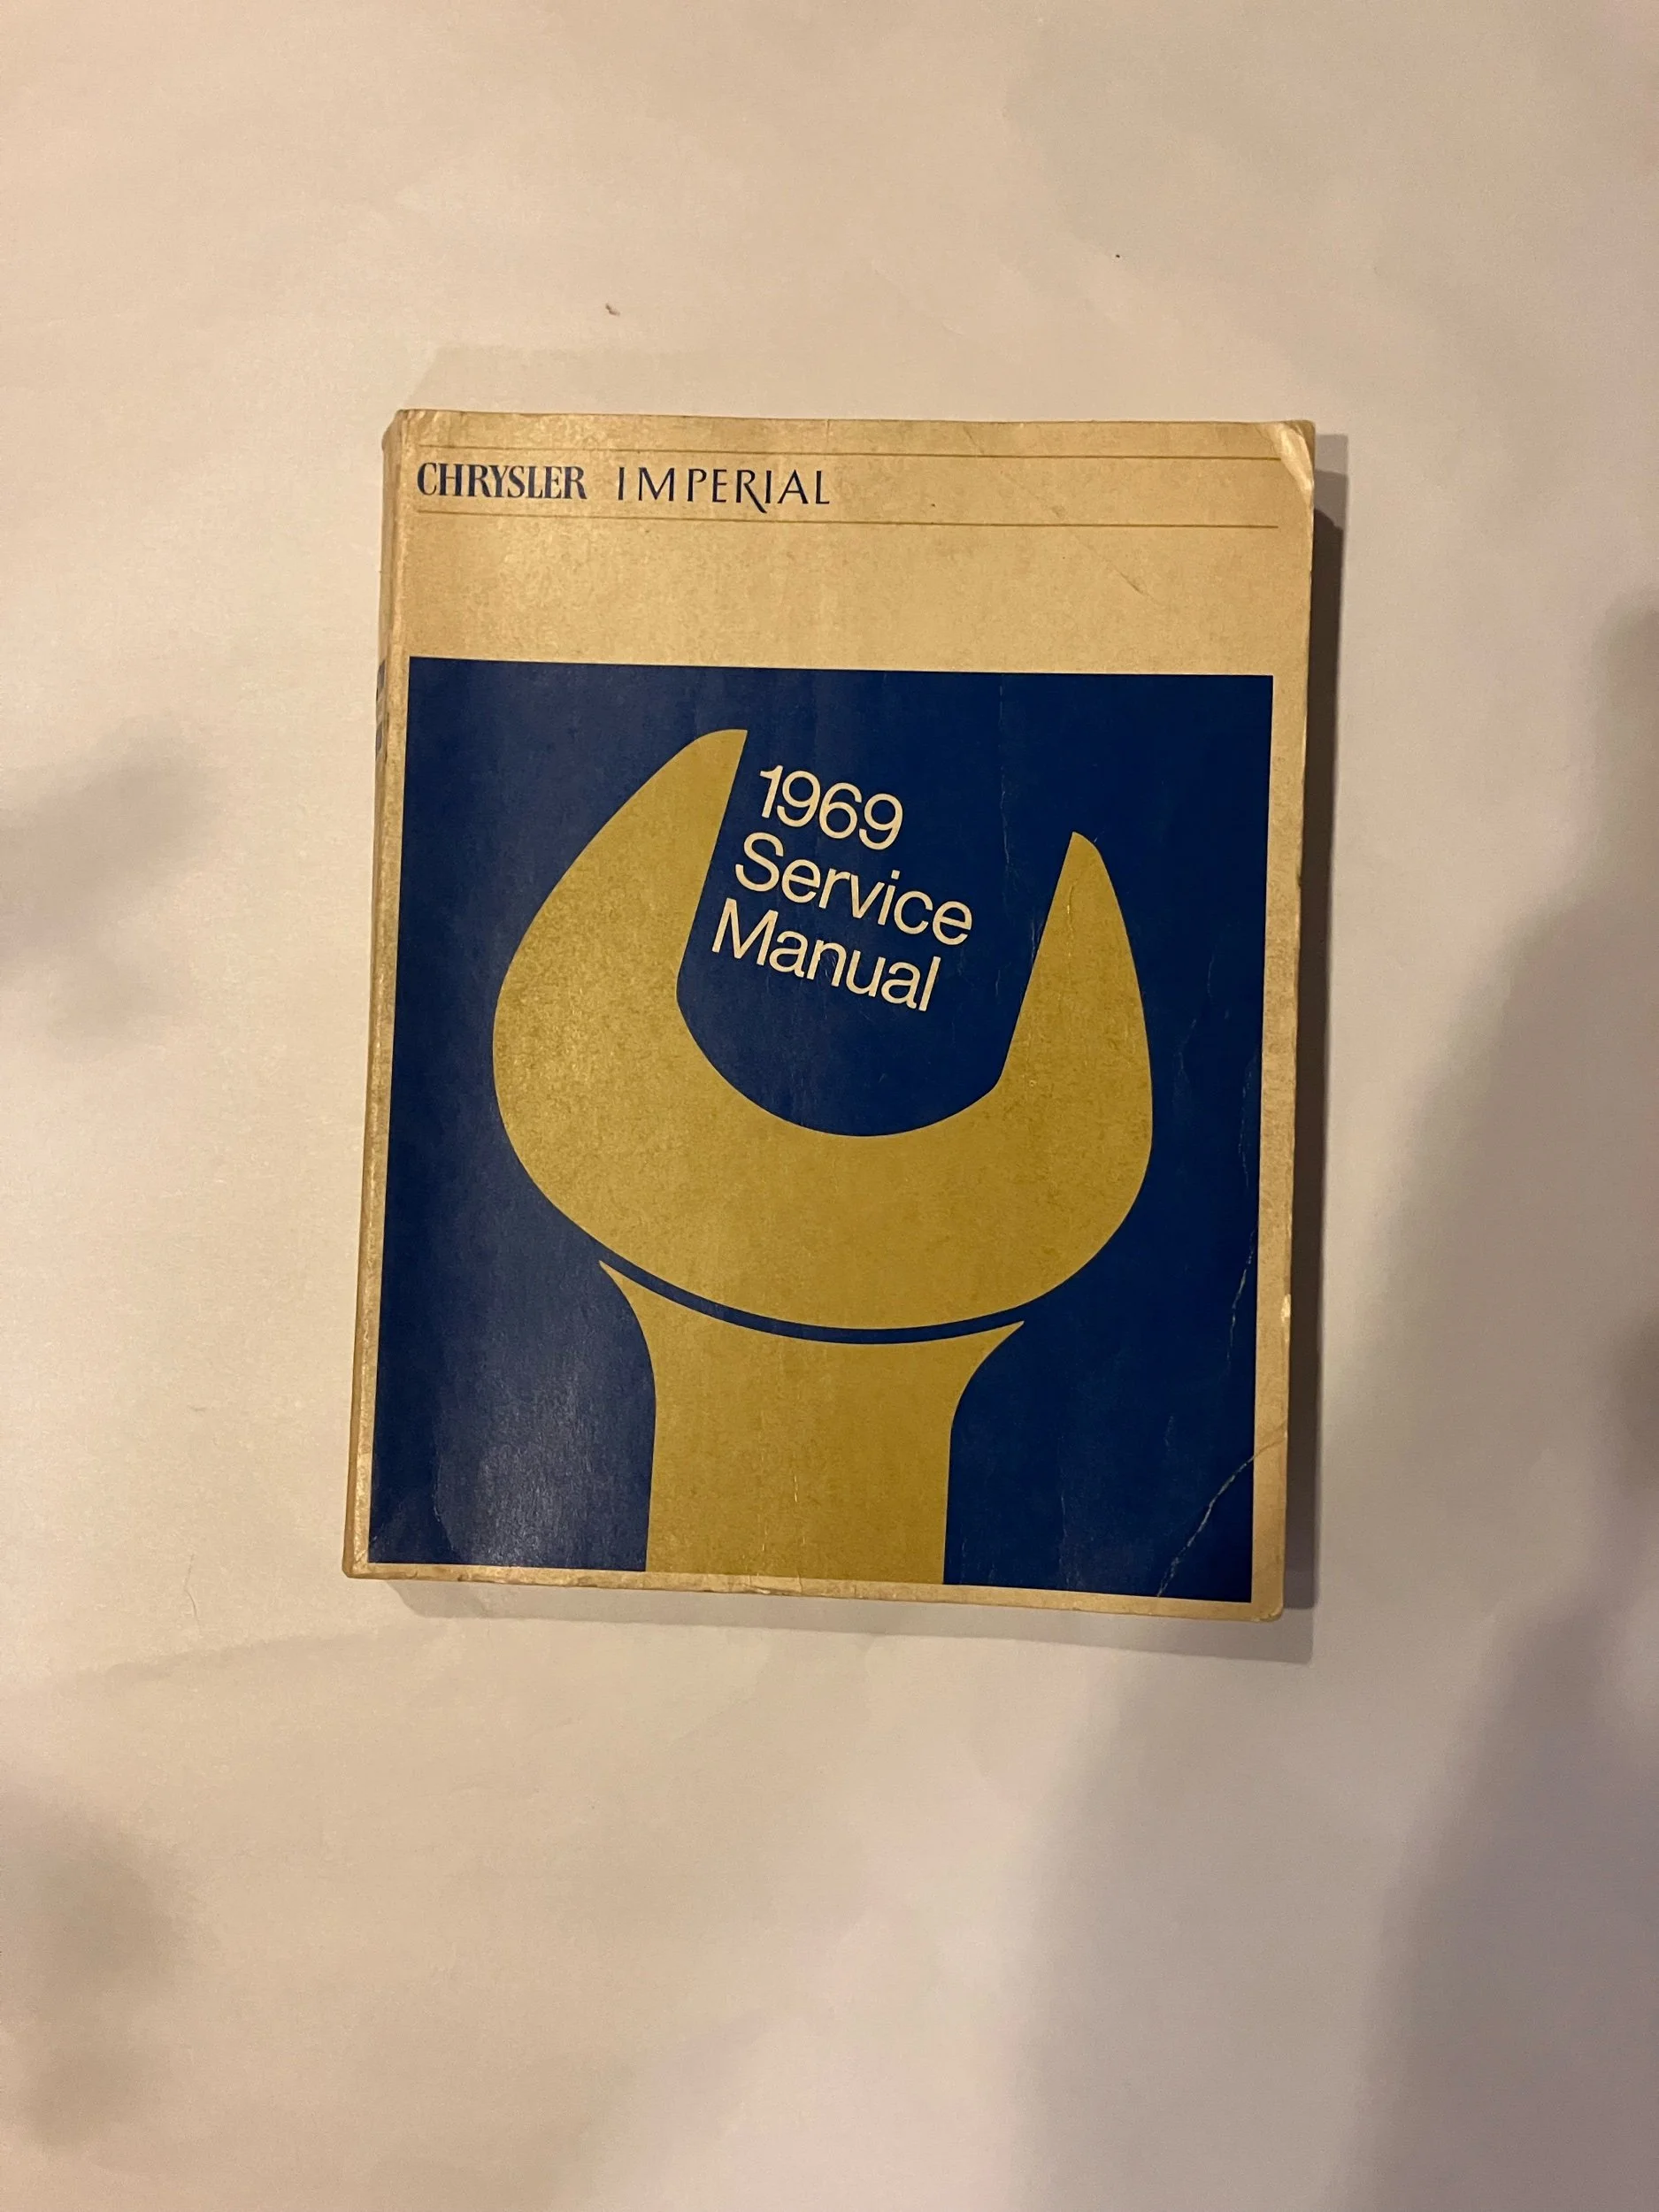 CHRYSLER IMPERIAL
1969
Service
Manual